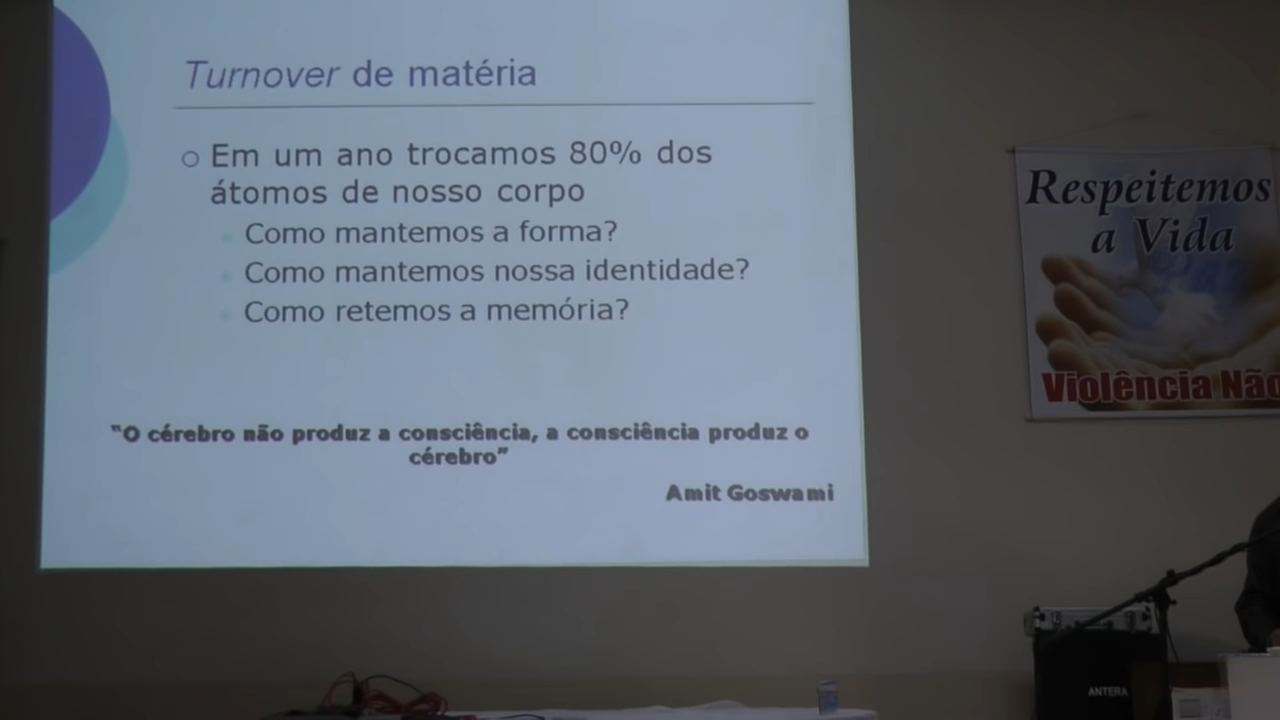 Turnover de matéria
Em um ano trocamos 80% dos
átomos de nosso corpo
Como mantemos a forma?
Como mantemos nossa identidade?
Como retemos a memória?
"O cérebro não produz a consciência, a consciência produz o
cérebro"
Amit Goswami
Respeitemos
a Vida
Violência Não
ANTERA